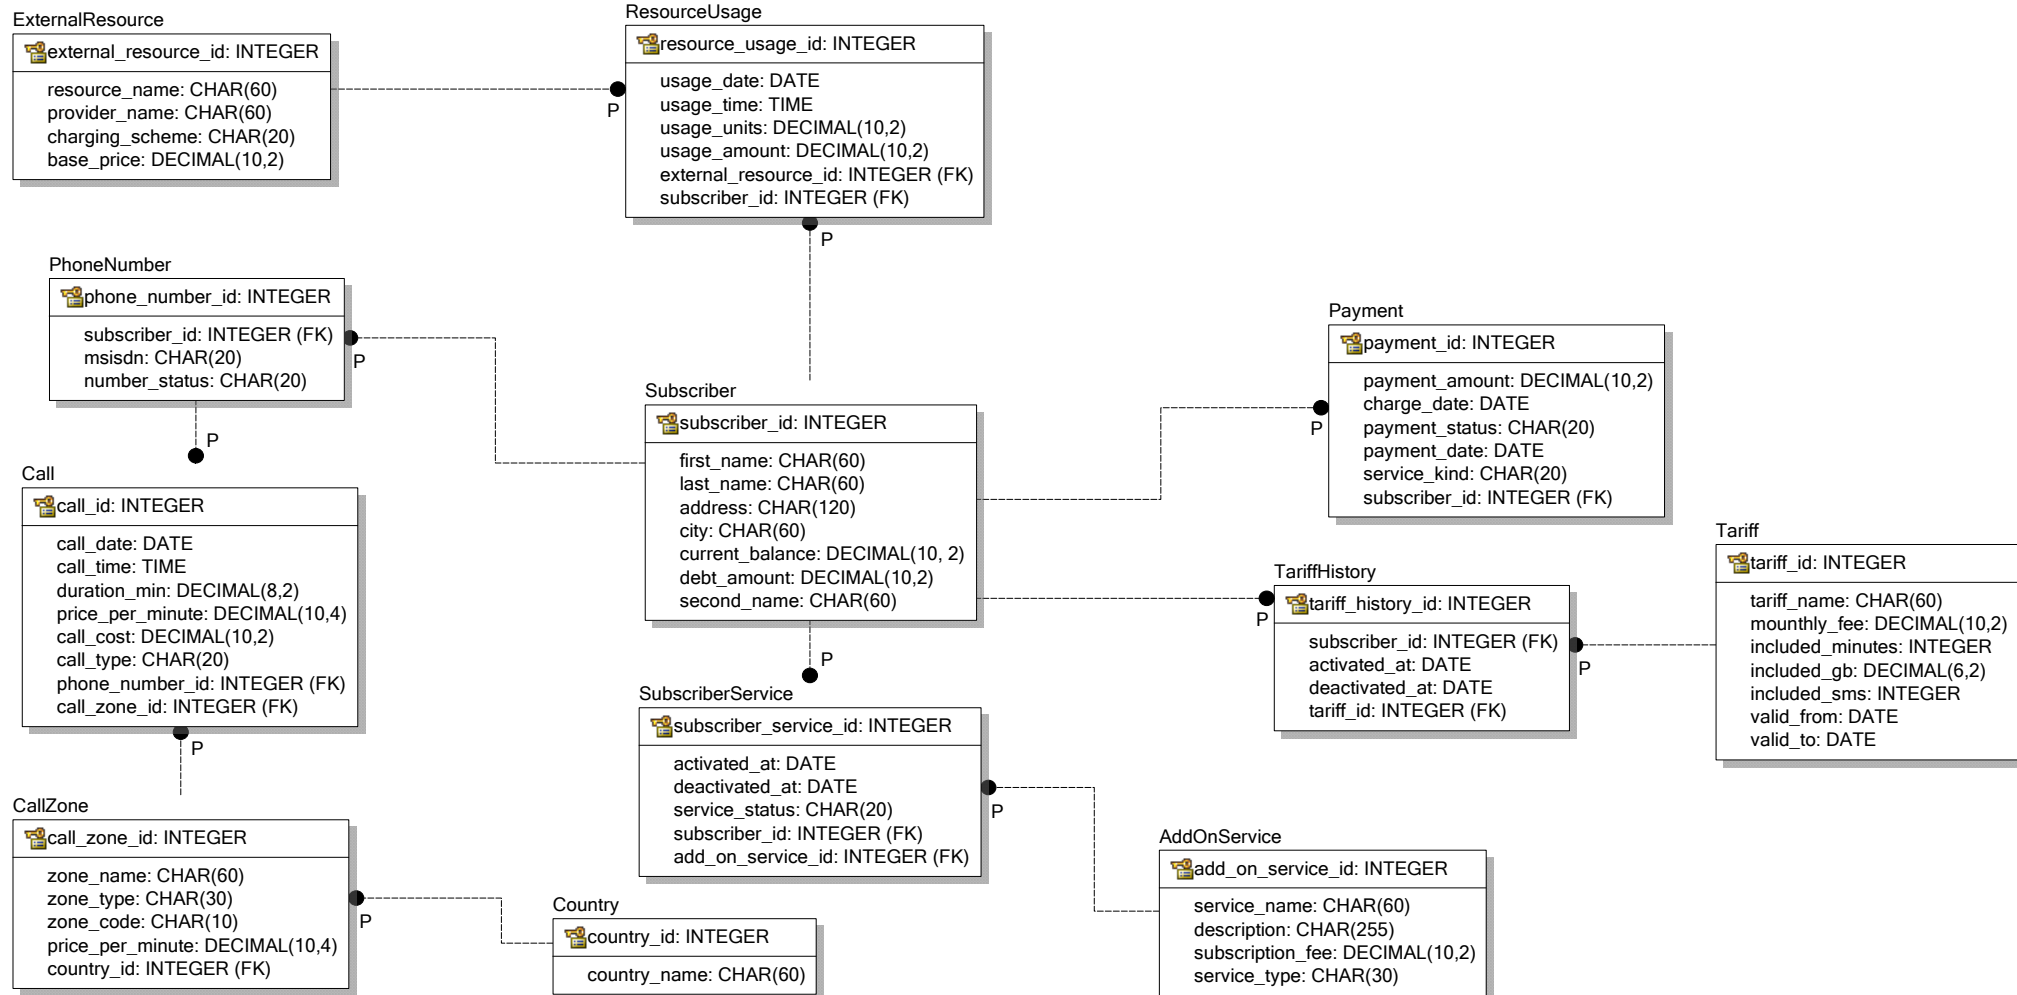 ExternalResource
external_resource_id: INTEGER
resource_name: CHAR(60)
provider_name: CHAR(60)
charging_scheme: CHAR(20)
base_price: DECIMAL(10,2)
P
ResourceUsage
resource_usage_id: INTEGER
usage_date: DATE
usage_time: TIME
usage_units: DECIMAL(10,2)
usage_amount: DECIMAL(10,2)
external_resource_id: INTEGER (FK)
subscriber_id: INTEGER (FK)
P
PhoneNumber
phone_number_id: INTEGER
subscriber_id: INTEGER (FK)
msisdn: CHAR(20)
number_status: CHAR(20)
P
P
Subscriber
subscriber_id: INTEGER
first_name: CHAR(60)
last_name: CHAR(60)
address: CHAR(120)
city: CHAR(60)
current_balance: DECIMAL(10, 2)
debt_amount: DECIMAL(10,2)
second_name: CHAR(60)
P
Payment
payment_id: INTEGER
payment_amount: DECIMAL(10,2)
charge_date: DATE
payment_status: CHAR(20)
payment_date: DATE
service_kind: CHAR(20)
subscriber_id: INTEGER (FK)
P
Call
call_id: INTEGER
call_date: DATE
call_time: TIME
duration_min: DECIMAL(8,2)
price_per_minute: DECIMAL(10,4)
call_cost: DECIMAL(10,2)
call_type: CHAR(20)
phone_number_id: INTEGER (FK)
call_zone_id: INTEGER (FK)
P
TariffHistory
tariff_history_id: INTEGER
subscriber_id: INTEGER (FK)
activated_at: DATE
deactivated_at: DATE
tariff_id: INTEGER (FK)
P
P
Tariff
tariff_id: INTEGER
tariff_name: CHAR(60)
mounthly_fee: DECIMAL(10,2)
included_minutes: INTEGER
included_gb: DECIMAL(6,2)
included_sms: INTEGER
valid_from: DATE
valid_to: DATE
SubscriberService
subscriber_service_id: INTEGER
activated_at: DATE
deactivated_at: DATE
service_status: CHAR(20)
subscriber_id: INTEGER (FK)
add_on_service_id: INTEGER (FK)
P
CallZone
call_zone_id: INTEGER
zone_name: CHAR(60)
zone_type: CHAR(30)
zone_code: CHAR(10)
price_per_minute: DECIMAL(10,4)
country_id: INTEGER (FK)
P
Country
country_id: INTEGER
country_name: CHAR(60)
AddOnService
add_on_service_id: INTEGER
service_name: CHAR(60)
description: CHAR(255)
subscription_fee: DECIMAL(10,2)
service_type: CHAR(30)